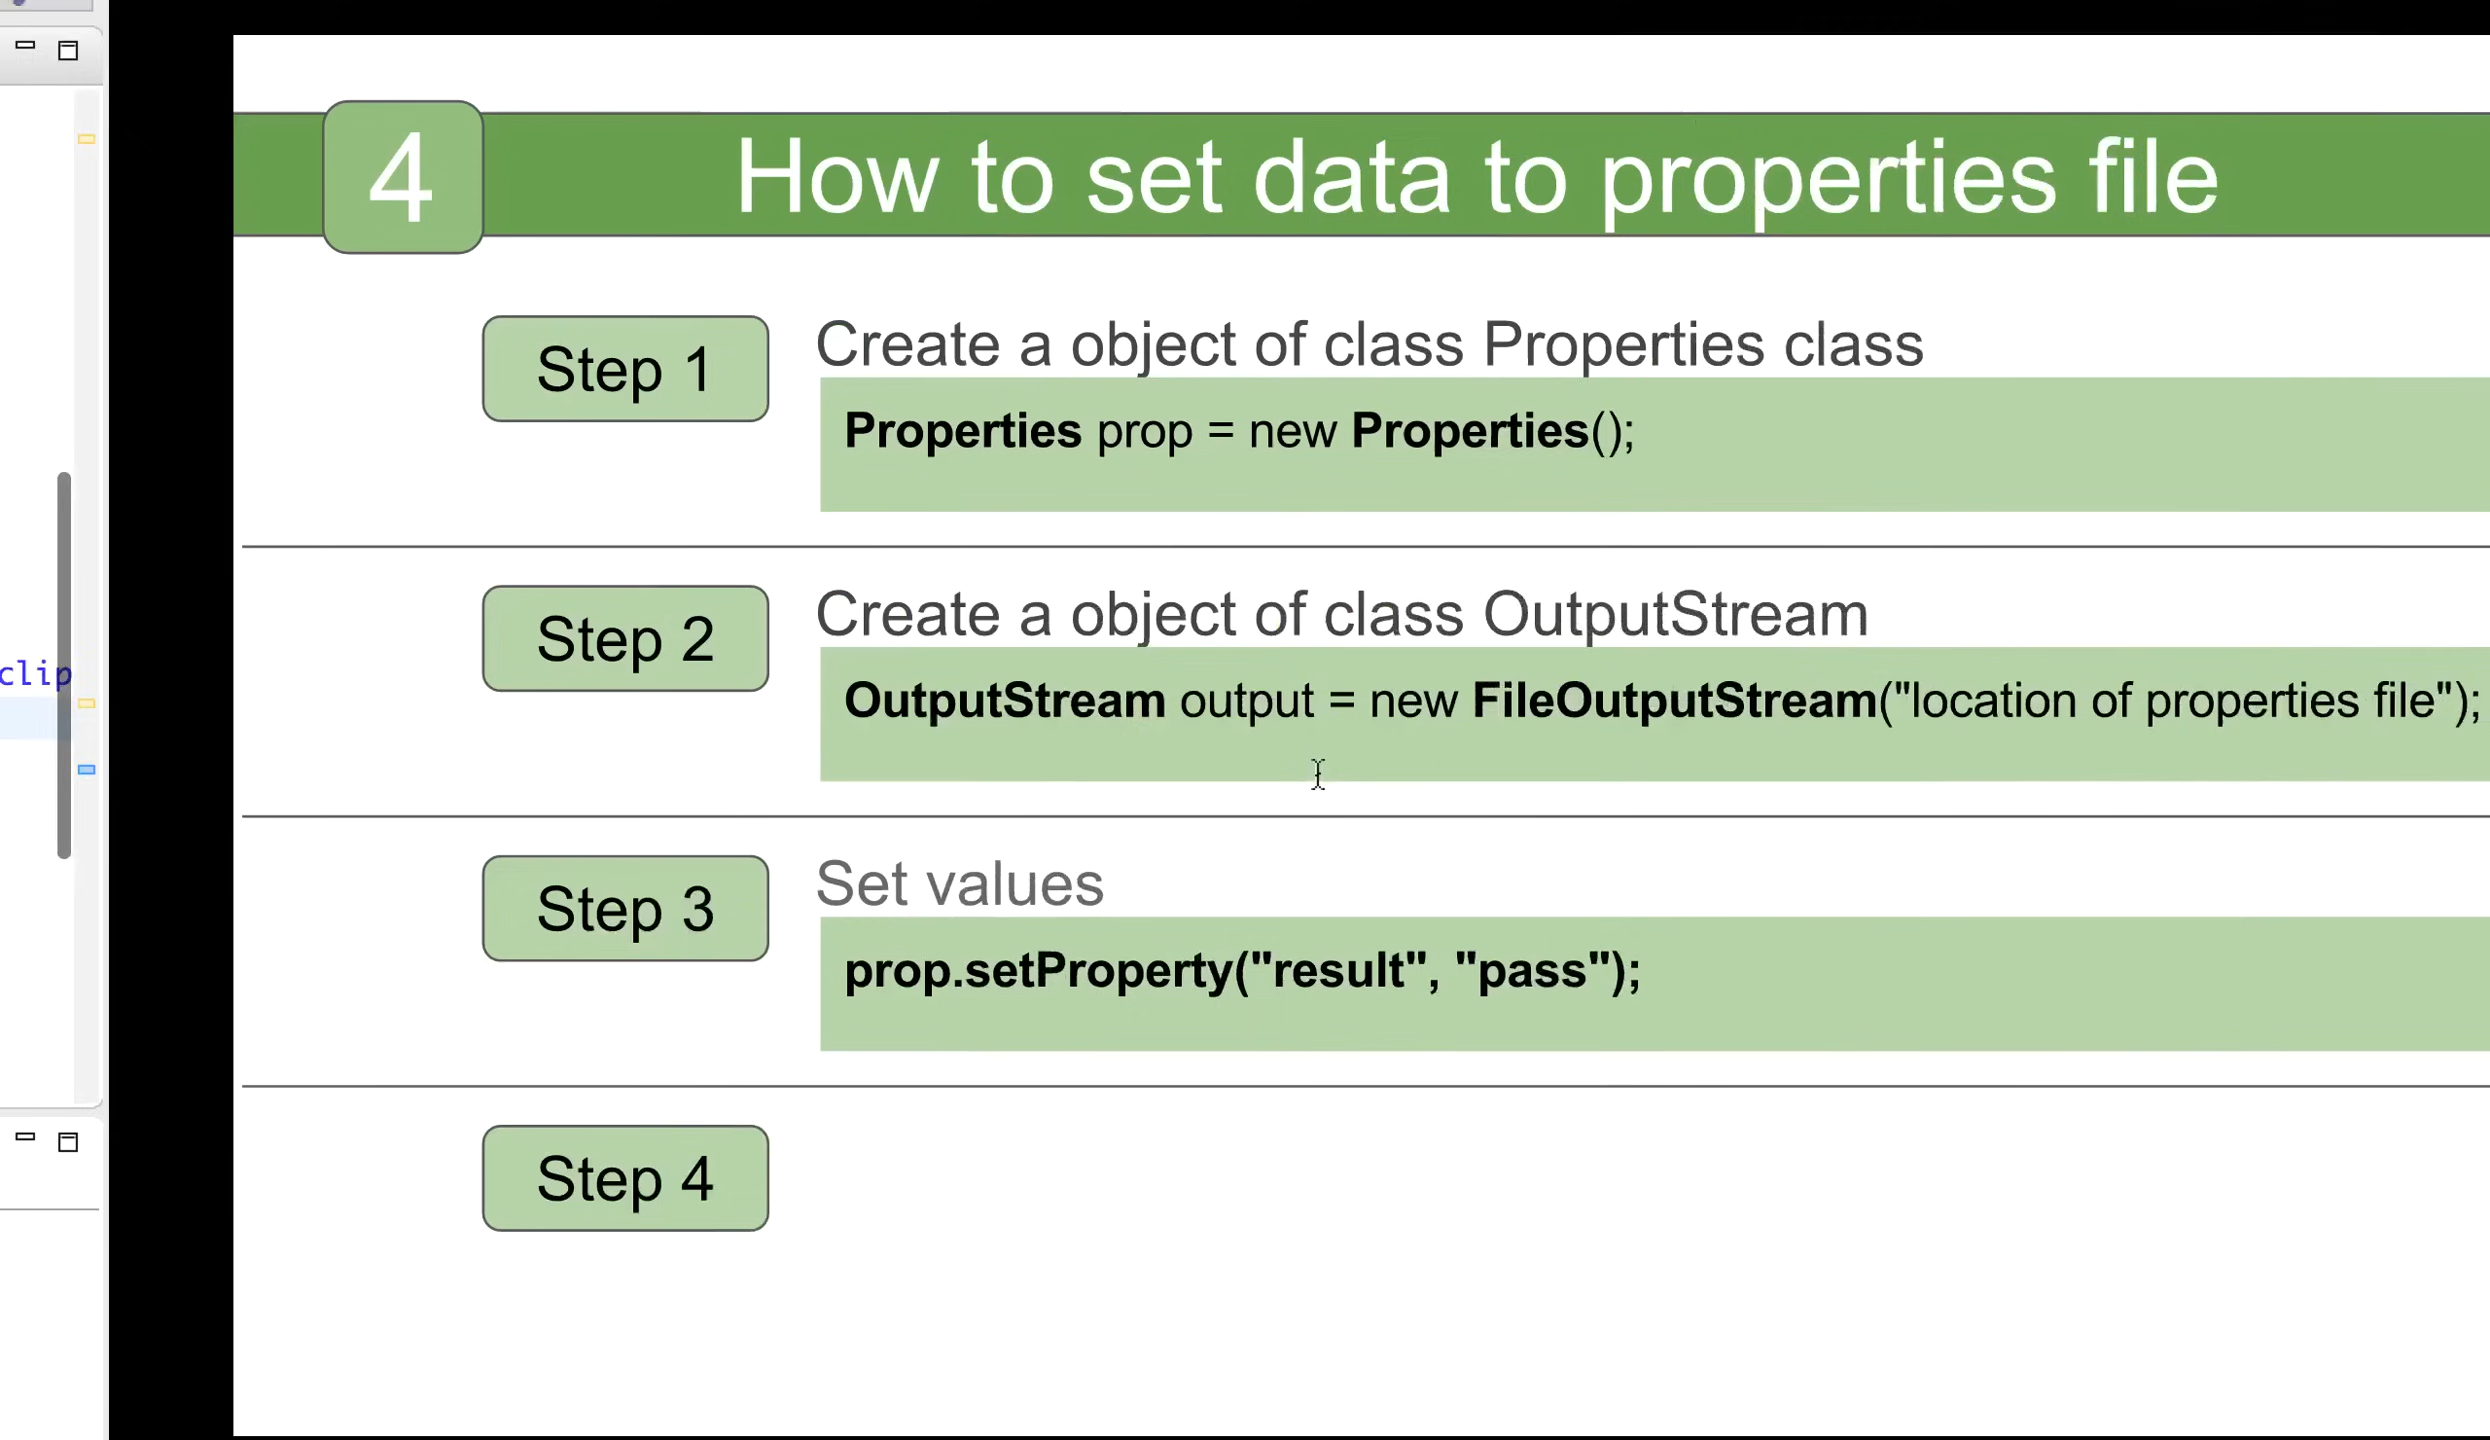 4
How to set data to properties file
Step 1
Create a object of class Properties class
Properties prop = new Properties();
Step 2
Create a object of class OutputStream
OutputStream output = new FileOutputStream("location of properties file");
clip
Step 3
Set values
prop.setProperty("result", "pass");
Step 4